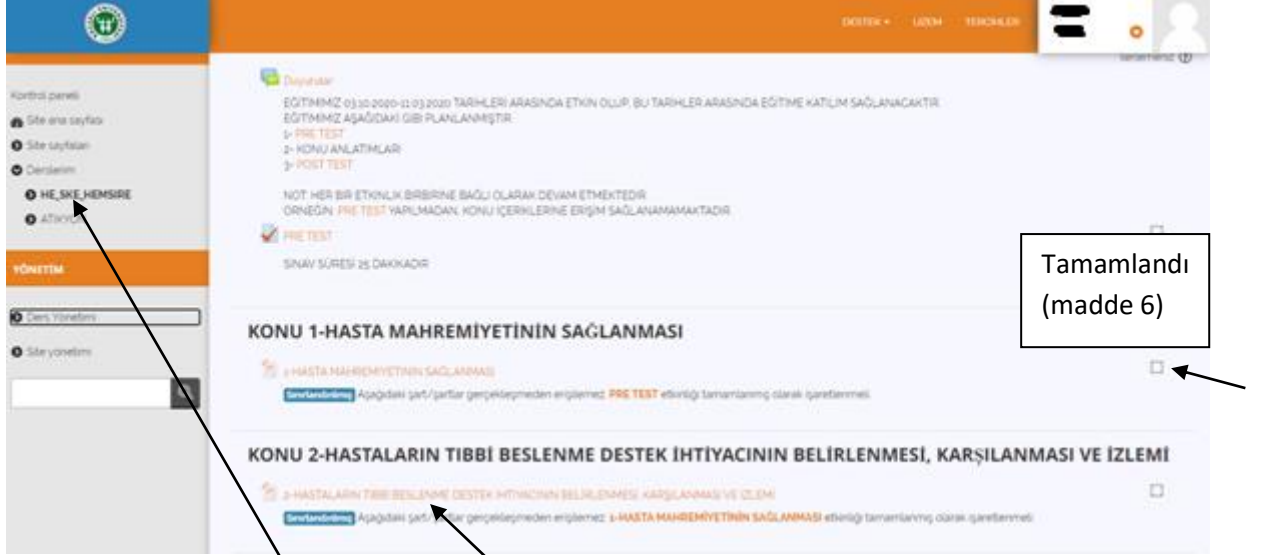 DESTEK UZEM
Kontrol paneli
Site ana sayfası
Site sayfaları
Derslerim
HE_SKE_HEMSIRE
YÖNETİM
Ders Yönetimi
Site yönetimi
Duyurular
EĞİTİMİMİZ 03.10.2020-11.03.2020 TARİHLERİ ARASINDA ETKİN OLUP, BU TARİHLER ARASINDA EĞİTİME KATILIM SAĞLANACAKTIR.
EĞİTİMİMİZ AŞAĞIDAKİ GİBİ PLANLANMIŞTIR.
1- PRE TEST
2- KONU ANLATIMLARI
3- POST TEST
NOT: HER BİR ETKİNLİK BİRBİRİNE BAĞLI OLARAK DEVAM ETMEKTEDİR.
ÖRNEĞİN; PRE TEST YAPILMADAN, KONU İÇERİKLERİNE ERİŞİM SAĞLANAMAMAKTADIR.
PRE TEST
SINAV SÜRESİ 25 DAKİKADIR
Tamamlandı
(madde 6)
KONU 1-HASTA MAHREMİYETİNİN SAĞLANMASI
1-HASTA MAHREMİYETİNİN SAĞLANMASI
Sınırlandırılmış Aşağıdaki şart/şartlar gerçekleşmeden erişilemez: PRE TEST etkinliği tamamlanmış olarak işaretlenmeli
KONU 2-HASTALARIN TIBBİ BESLENME DESTEK İHTİYACININ BELİRLENMESİ, KARŞILANMASI VE İZLEMİ
2-HASTALARIN TIBBİ BESLENME DESTEK İHTİYACININ BELİRLENMESİ, KARŞILANMASI VE İZLEMİ
Sınırlandırılmış Aşağıdaki şart/şartlar gerçekleşmeden erişilemez: 1-HASTA MAHREMİYETİNİN SAĞLANMASI etkinliği tamamlanmış olarak işaretlenmeli